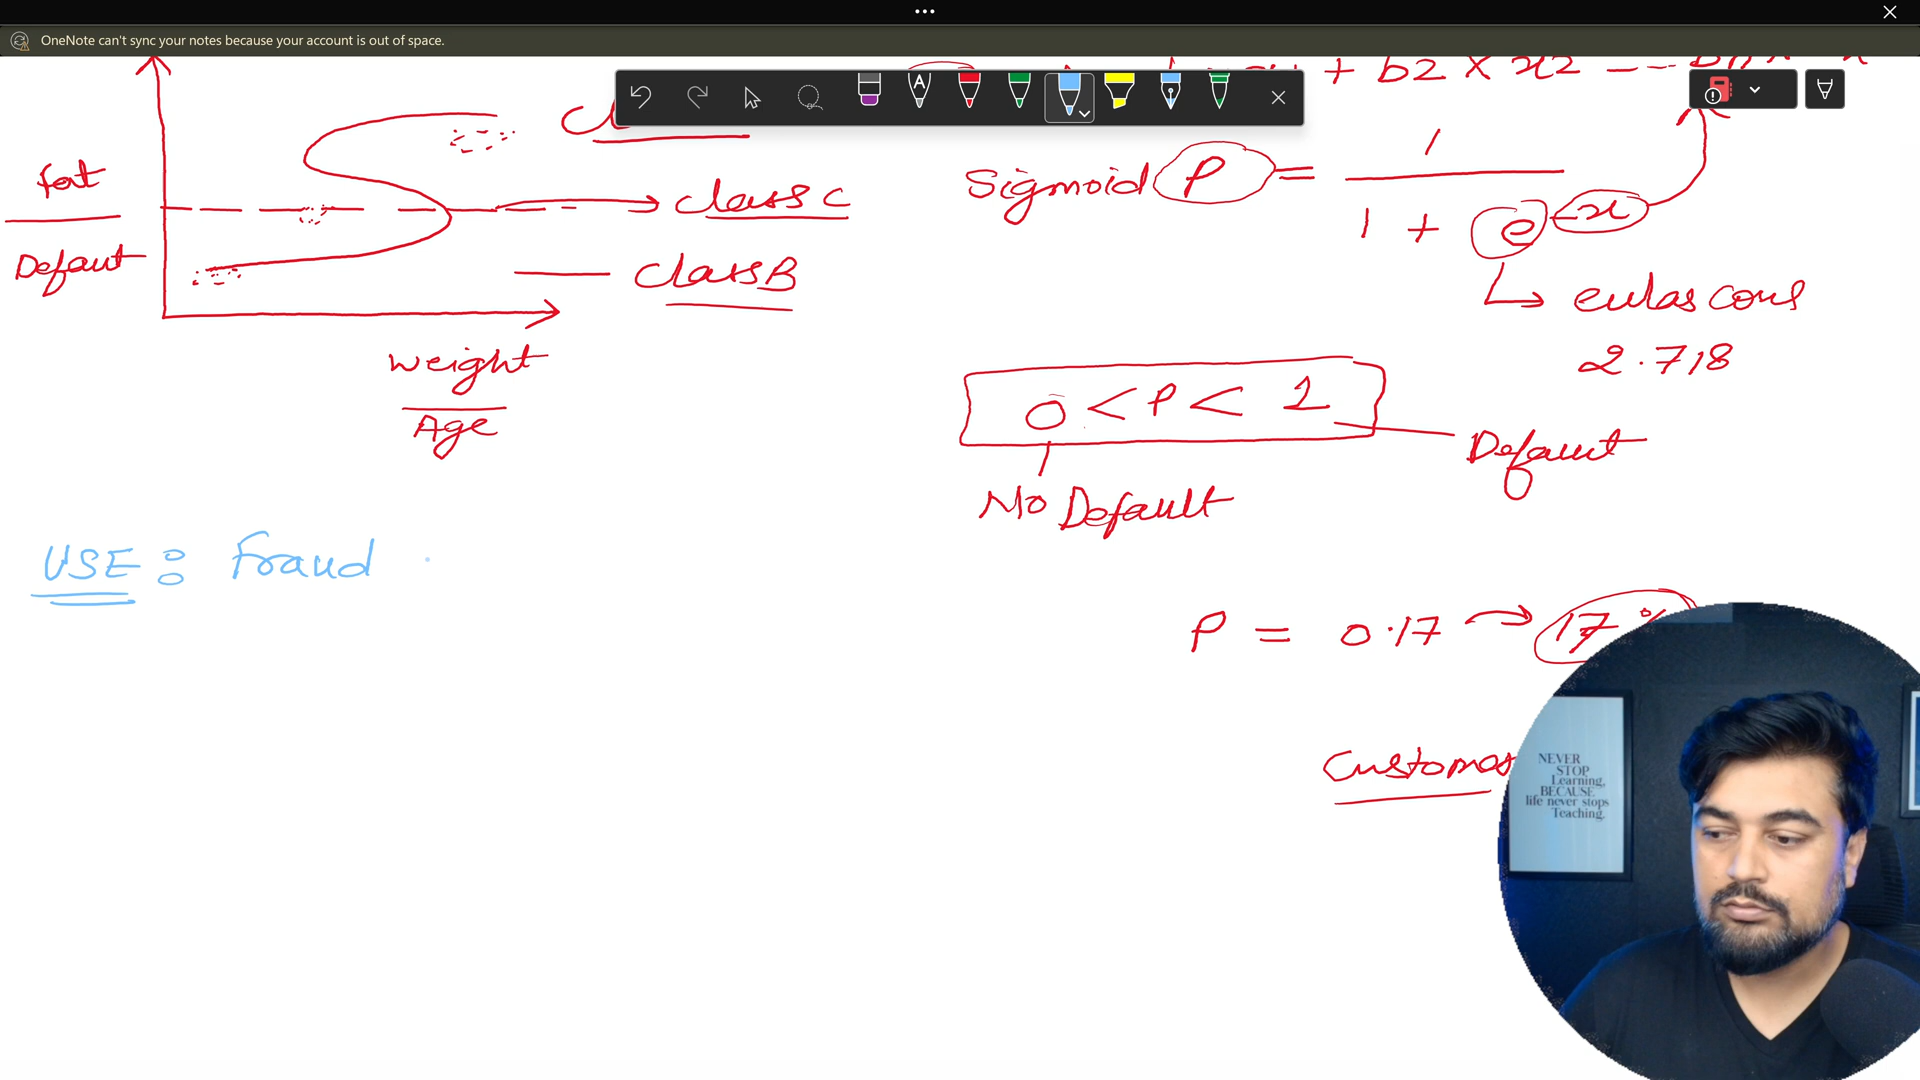 OneNote can't sync your notes because your account is out of space.
+ b2 × x2 ---
Fat
Defaut
Class C
Class B
Weight
Age
Sigmoid P = 1
1 + e -x
eulas cons
2.718
0 < P < 1
Defaut
No Default
USE: Fraud
P = 0.17 → 17 %
Customer
NEVER
STOP
Learning,
BECAUSE
life never stops
Teaching.